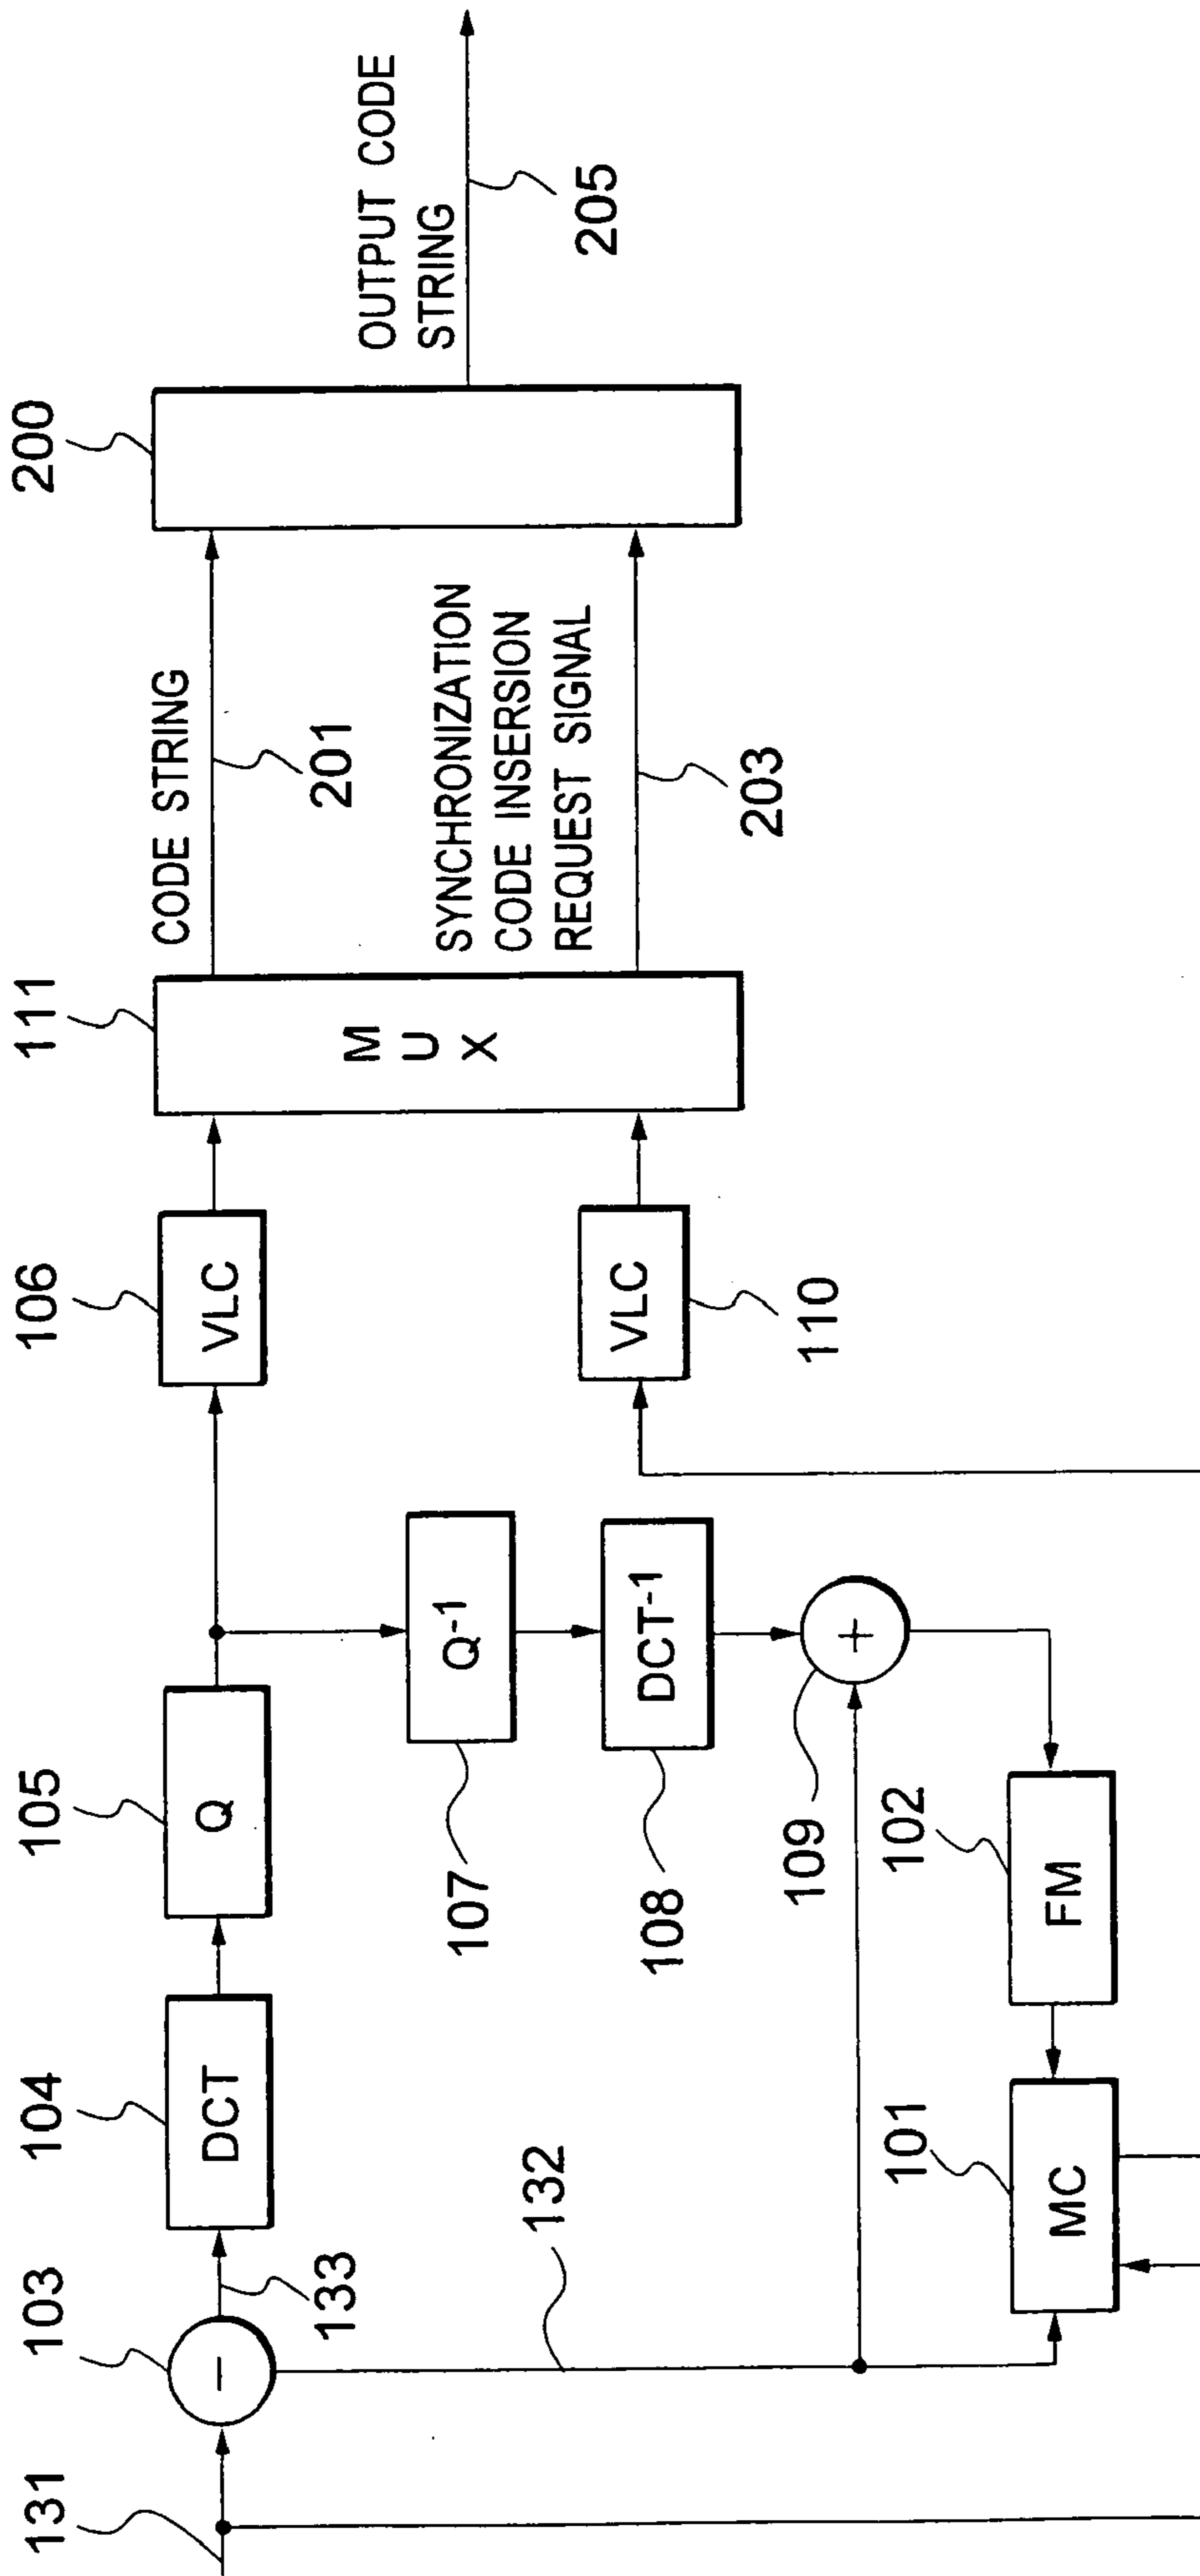 131
103
−
133
132
104
DCT
105
Q
107
Q-1
108
DCT-1
109
+
102
FM
101
MC
106
VLC
110
VLC
111
M
U
X
CODE STRING
201
SYNCHRONIZATION
CODE INSERSION
REQUEST SIGNAL
203
200
OUTPUT CODE
STRING
205